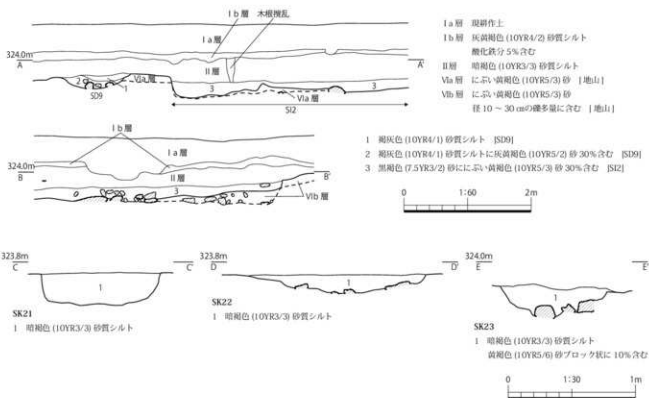 Ⅰb層 木根撹乱
Ⅰa層
324.0m
A
A'
Ⅱ層
2
Ⅵa層
1
SD9
3
3
Ⅵa層
SI2
Ⅰa層 現耕作土
Ⅰb層 灰黄褐色 (10YR4/2) 砂質シルト
酸化鉄分 5%含む
Ⅱ層 暗褐色 (10YR3/3) 砂質シルト
Ⅵa層 にぶい黄褐色 (10YR5/3) 砂 [地山]
Ⅵb層 にぶい黄褐色 (10YR5/3) 砂
径 10 ～ 30 ㎝の礫多量に含む [地山]
Ⅰb層
Ⅰa層
324.0m
B
B'
Ⅱ層
3
Ⅵb層
1 褐灰色 (10YR4/1) 砂質シルト [SD9]
2 褐灰色 (10YR4/1) 砂質シルトに灰黄褐色 (10YR5/2) 砂 30%含む [SD9]
3 黒褐色 (7.5YR3/2) 砂ににぶい黄褐色 (10YR5/3) 砂 30%含む [SI2]
0 1:60 2m
323.8m
C C'
1
SK21
1 暗褐色 (10YR3/3) 砂質シルト
323.8m
D D'
1
SK22
1 暗褐色 (10YR3/3) 砂質シルト
324.0m
E E'
1
SK23
1 暗褐色 (10YR3/3) 砂質シルト
黄褐色 (10YR5/6) 砂ブロック状に 10%含む
0 1:30 1m